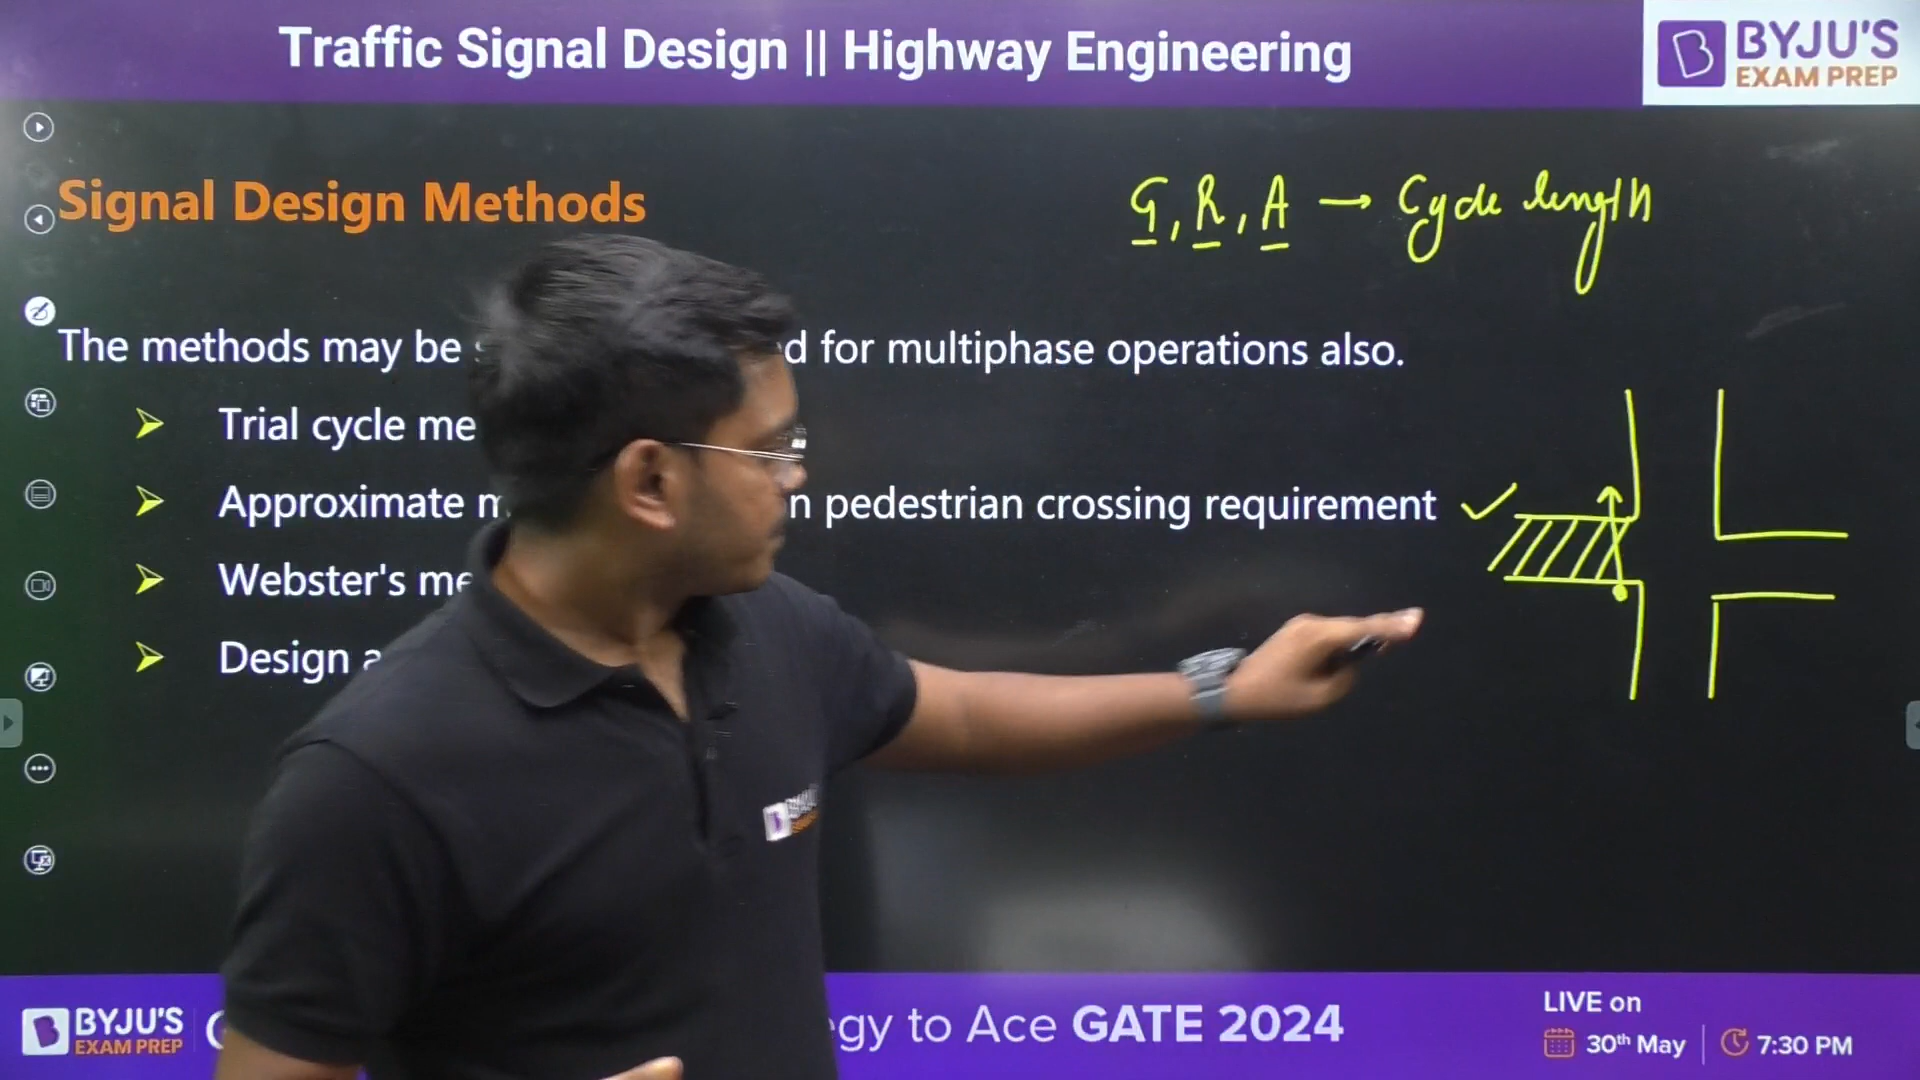 Traffic Signal Design || Highway Engineering
BYJU'S
EXAM PREP
Signal Design Methods
G, R, A → Cycle length
The methods may be
d for multiphase operations also.
Trial cycle me
Approximate m
n pedestrian crossing requirement ✓
Webster's me
Design a
BYJU'S
EXAM PREP
egy to Ace GATE 2024
LIVE on
30th May | 7:30 PM